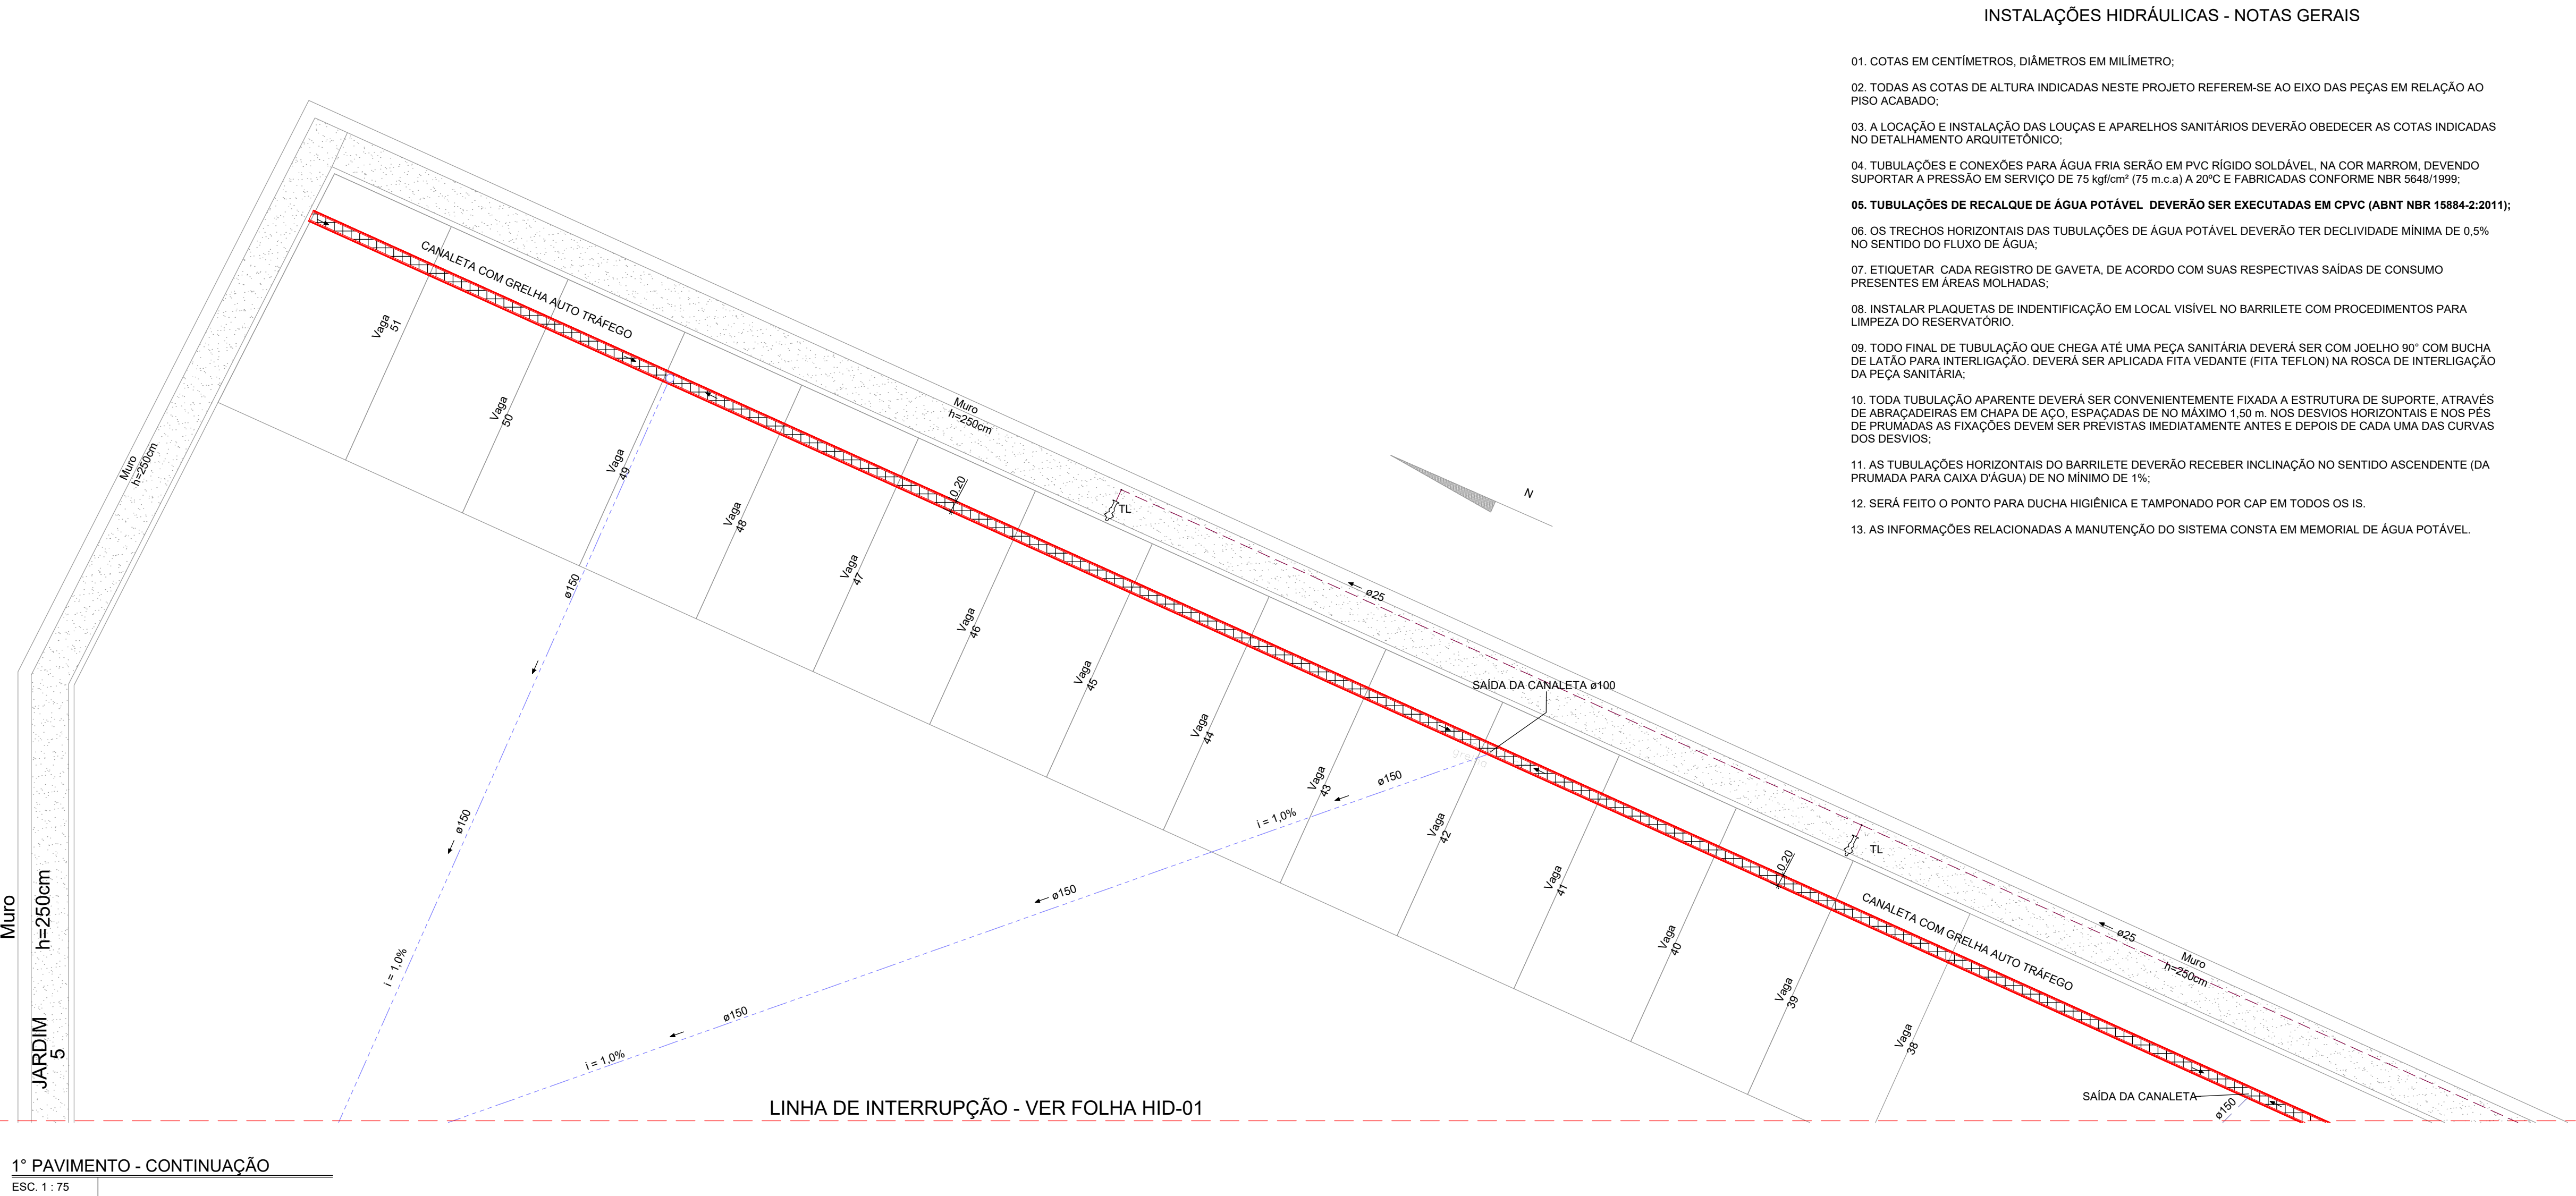 INSTALAÇÕES HIDRÁULICAS - NOTAS GERAIS
01. COTAS EM CENTÍMETROS, DIÂMETROS EM MILÍMETRO;
02. TODAS AS COTAS DE ALTURA INDICADAS NESTE PROJETO REFEREM-SE AO EIXO DAS PEÇAS EM RELAÇÃO AO
PISO ACABADO;
03. A LOCAÇÃO E INSTALAÇÃO DAS LOUÇAS E APARELHOS SANITÁRIOS DEVERÃO OBEDECER AS COTAS INDICADAS
NO DETALHAMENTO ARQUITETÔNICO;
04. TUBULAÇÕES E CONEXÕES PARA ÁGUA FRIA SERÃO EM PVC RÍGIDO SOLDÁVEL, NA COR MARROM, DEVENDO
SUPORTAR A PRESSÃO EM SERVIÇO DE 75 kgf/cm² (75 m.c.a) A 20ºC E FABRICADAS CONFORME NBR 5648/1999;
05. TUBULAÇÕES DE RECALQUE DE ÁGUA POTÁVEL DEVERÃO SER EXECUTADAS EM CPVC (ABNT NBR 15884-2:2011);
06. OS TRECHOS HORIZONTAIS DAS TUBULAÇÕES DE ÁGUA POTÁVEL DEVERÃO TER DECLIVIDADE MÍNIMA DE 0,5%
NO SENTIDO DO FLUXO DE ÁGUA;
07. ETIQUETAR CADA REGISTRO DE GAVETA, DE ACORDO COM SUAS RESPECTIVAS SAÍDAS DE CONSUMO
PRESENTES EM ÁREAS MOLHADAS;
08. INSTALAR PLAQUETAS DE INDENTIFICAÇÃO EM LOCAL VISÍVEL NO BARRILETE COM PROCEDIMENTOS PARA
LIMPEZA DO RESERVATÓRIO.
09. TODO FINAL DE TUBULAÇÃO QUE CHEGA ATÉ UMA PEÇA SANITÁRIA DEVERÁ SER COM JOELHO 90° COM BUCHA
DE LATÃO PARA INTERLIGAÇÃO. DEVERÁ SER APLICADA FITA VEDANTE (FITA TEFLON) NA ROSCA DE INTERLIGAÇÃO
DA PEÇA SANITÁRIA;
10. TODA TUBULAÇÃO APARENTE DEVERÁ SER CONVENIENTEMENTE FIXADA A ESTRUTURA DE SUPORTE, ATRAVÉS
DE ABRAÇADEIRAS EM CHAPA DE AÇO, ESPAÇADAS DE NO MÁXIMO 1,50 m. NOS DESVIOS HORIZONTAIS E NOS PÉS
DE PRUMADAS AS FIXAÇÕES DEVEM SER PREVISTAS IMEDIATAMENTE ANTES E DEPOIS DE CADA UMA DAS CURVAS
DOS DESVIOS;
11. AS TUBULAÇÕES HORIZONTAIS DO BARRILETE DEVERÃO RECEBER INCLINAÇÃO NO SENTIDO ASCENDENTE (DA
PRUMADA PARA CAIXA D'ÁGUA) DE NO MÍNIMO DE 1%;
12. SERÁ FEITO O PONTO PARA DUCHA HIGIÊNICA E TAMPONADO POR CAP EM TODOS OS IS.
13. AS INFORMAÇÕES RELACIONADAS A MANUTENÇÃO DO SISTEMA CONSTA EM MEMORIAL DE ÁGUA POTÁVEL.
CANALETA COM GRELHA AUTO TRÁFEGO
Vaga
51
Vaga
50
Vaga
49
Vaga
48
Vaga
47
Vaga
46
Vaga
45
Vaga
44
Vaga
43
Vaga
42
Vaga
41
Vaga
40
Vaga
39
Vaga
38
Muro
h=250cm
Muro
h=250cm
0.20
TL
N
ø25
SAÍDA DA CANALETA ø100
ø150
ø150
i = 1,0%
ø150
i = 1,0%
ø150
ø150
i = 1,0%
0.20
TL
CANALETA COM GRELHA AUTO TRÁFEGO
ø25
Muro
h=250cm
SAÍDA DA CANALETA
ø150
Muro
h=250cm
JARDIM
5
LINHA DE INTERRUPÇÃO - VER FOLHA HID-01
1° PAVIMENTO - CONTINUAÇÃO
ESC. 1 : 75